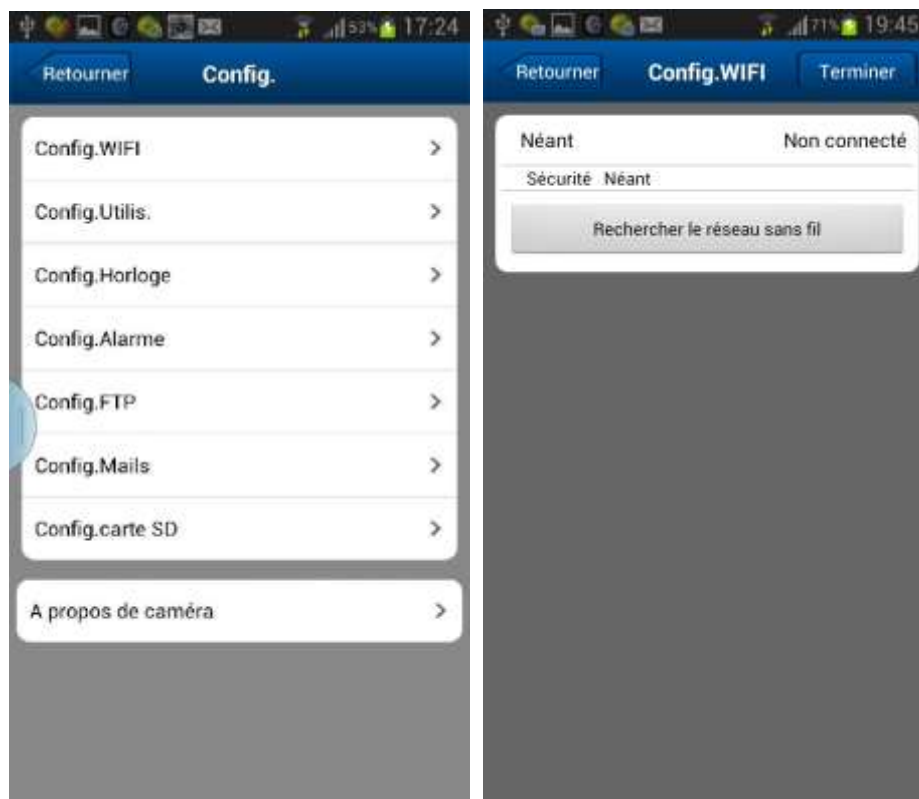 53% 17:24
Retourner Config.
Config.WIFI
Config.Utilis.
Config.Horloge
Config.Alarme
Config.FTP
Config.Mails
Config.carte SD
A propos de caméra
71% 19:45
Retourner Config.WIFI Terminer
Néant Non connecté
Sécurité Néant
Rechercher le réseau sans fil